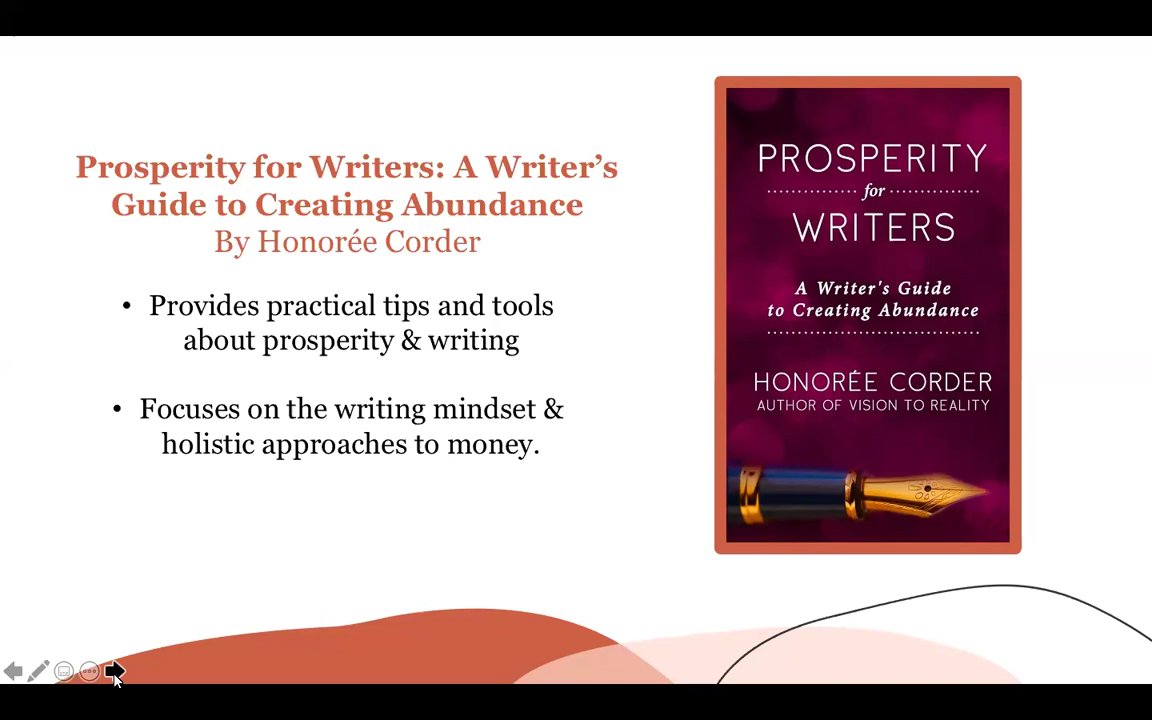 Prosperity for Writers: A Writer’s
Guide to Creating Abundance
By Honorée Corder
• Provides practical tips and tools
about prosperity & writing
• Focuses on the writing mindset &
holistic approaches to money.
PROSPERITY
for
WRITERS
A Writer's Guide
to Creating Abundance
HONORÉE CORDER
AUTHOR OF VISION TO REALITY